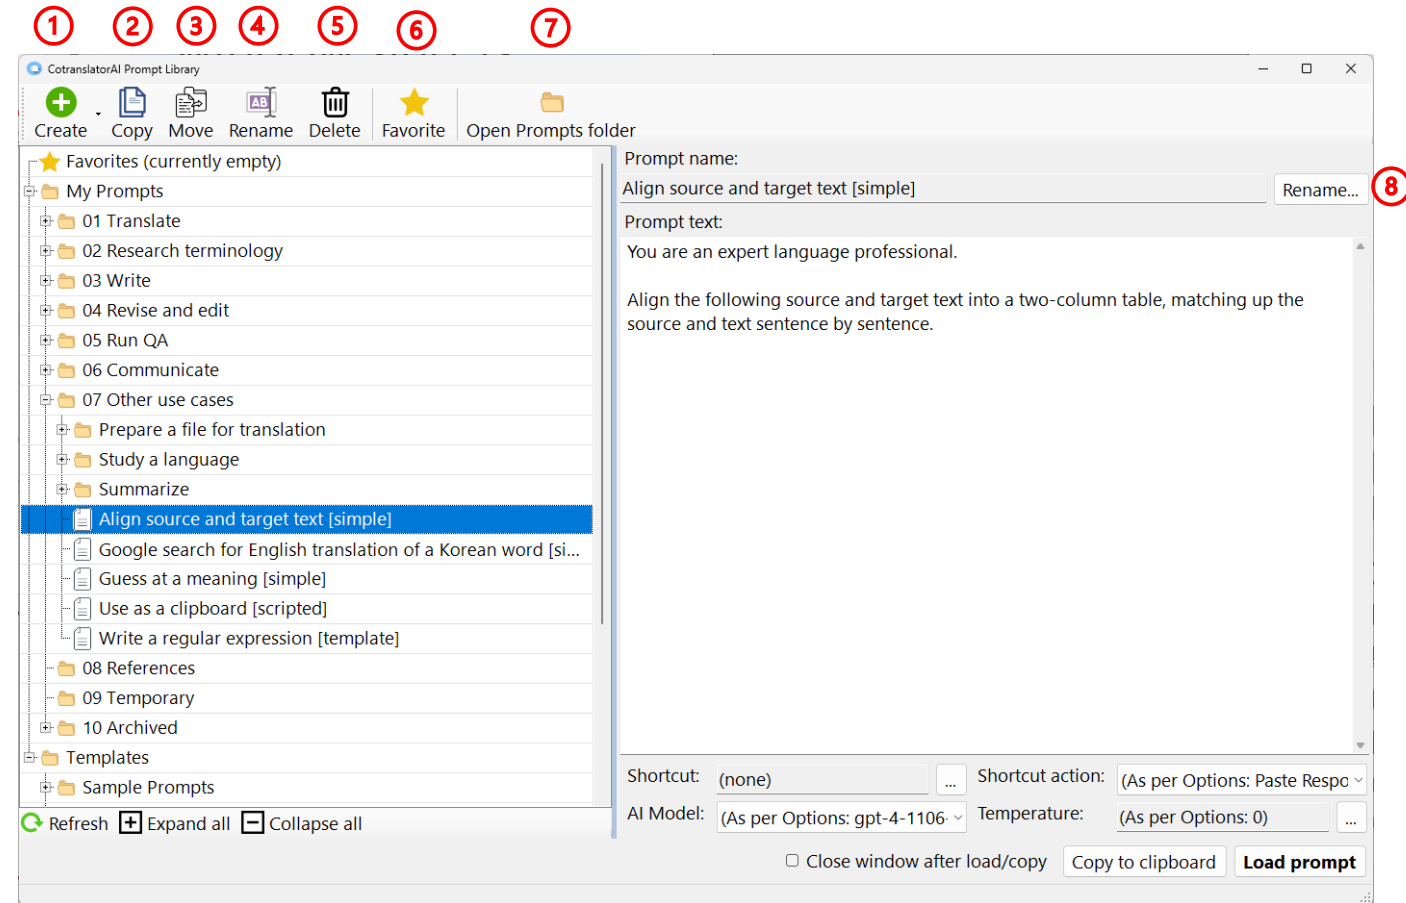 1 2 3 4 5 6 7
CotranslatorAI Prompt Library
Create Copy Move Rename Delete Favorite Open Prompts folder
Favorites (currently empty)
My Prompts
01 Translate
02 Research terminology
03 Write
04 Revise and edit
05 Run QA
06 Communicate
07 Other use cases
Prepare a file for translation
Study a language
Summarize
Align source and target text [simple]
Google search for English translation of a Korean word [si...
Guess at a meaning [simple]
Use as a clipboard [scripted]
Write a regular expression [template]
08 References
09 Temporary
10 Archived
Templates
Sample Prompts
Refresh Expand all Collapse all
Prompt name:
Align source and target text [simple] Rename... 8
Prompt text:
You are an expert language professional.
Align the following source and target text into a two-column table, matching up the
source and text sentence by sentence.
Shortcut: (none) ... Shortcut action: (As per Options: Paste Respo
AI Model: (As per Options: gpt-4-1106- Temperature: (As per Options: 0) ...
Close window after load/copy Copy to clipboard Load prompt